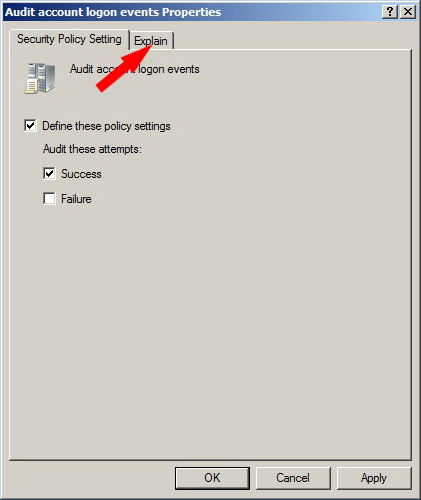 Audit account logon events Properties
Security Policy Setting
Explain
Audit account logon events
Define these policy settings
Audit these attempts:
Success
Failure
OK
Cancel
Apply